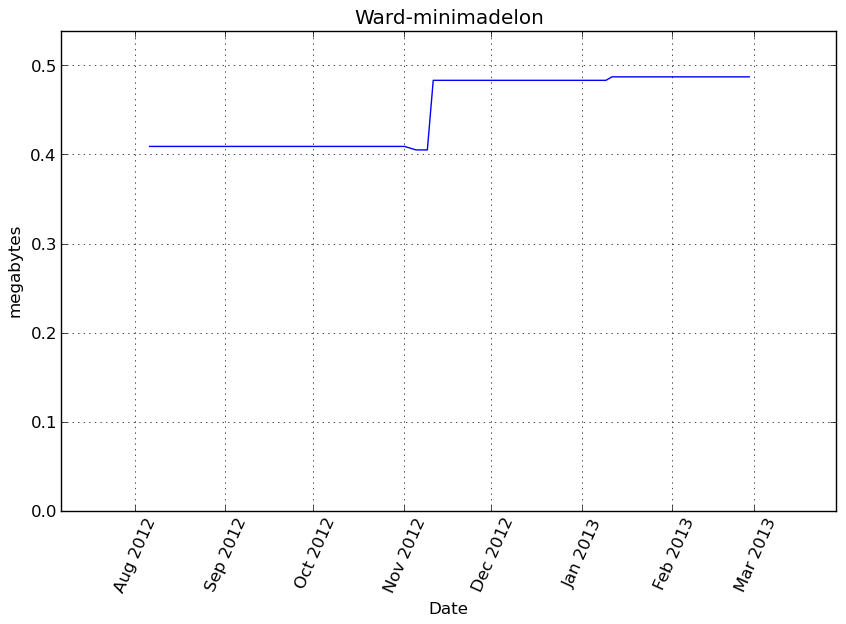 Ward-minimadelon
0.5
0.4
0.3
0.2
0.1
0.0
megabytes
Aug 2012
Sep 2012
Oct 2012
Nov 2012
Dec 2012
Jan 2013
Feb 2013
Mar 2013
Date